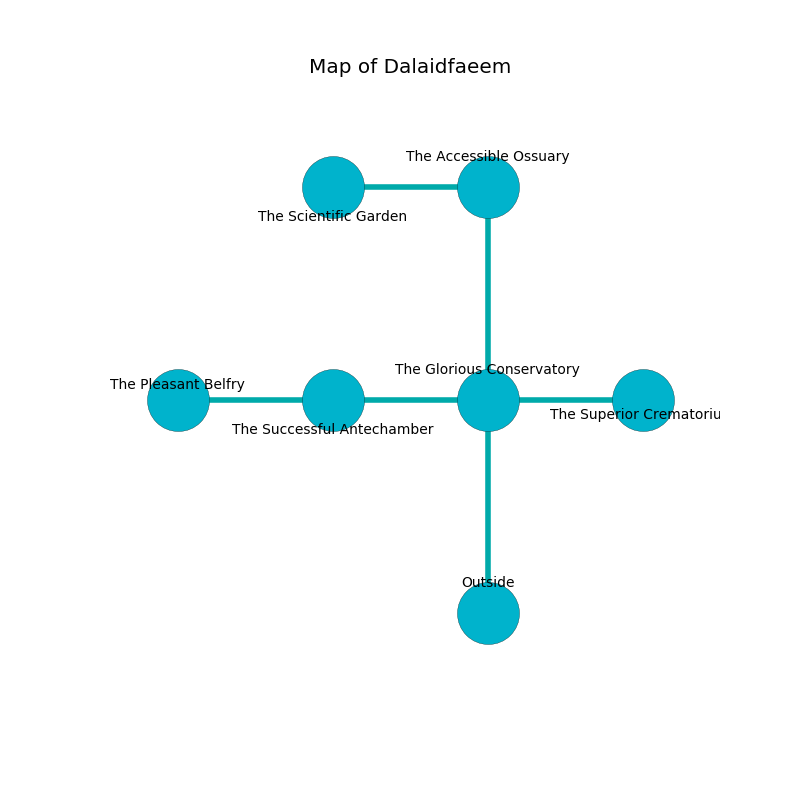 Map of Dalaidfaeem
The Accessible Ossuary
The Scientific Garden
The Glorious Conservatory
The Pleasant Belfry
The Superior Crematoriu
The Successful Antechamber
Outside